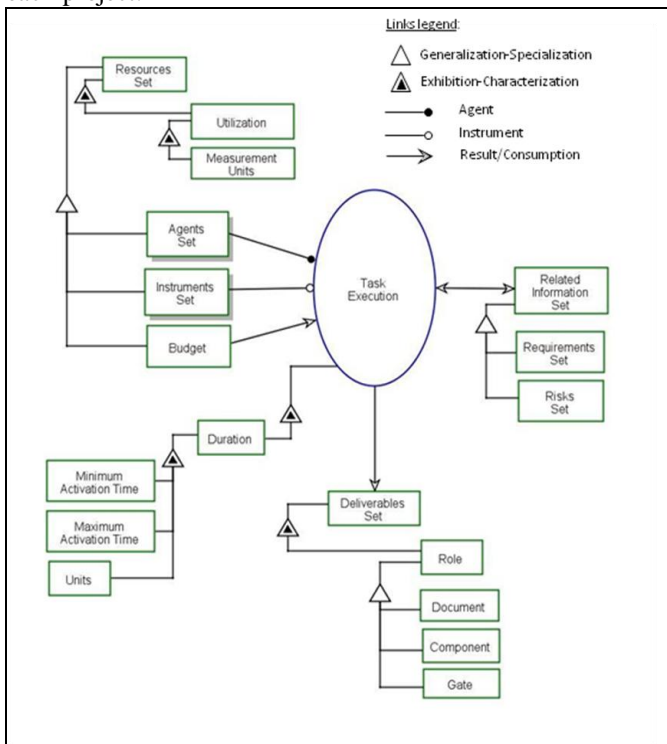 Links legend:
Generalization-Specialization
Exhibition-Characterization
Agent
Instrument
Result/Consumption
Resources
Set
Utilization
Measurement
Units
Agents
Set
Instruments
Set
Budget
Task
Execution
Related
Information
Set
Requirements
Set
Risks
Set
Duration
Minimum
Activation Time
Maximum
Activation Time
Units
Deliverables
Set
Role
Document
Component
Gate